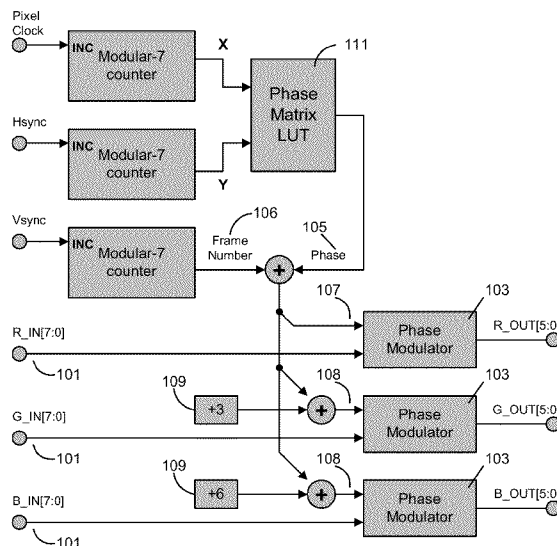 Pixel
Clock
INC
Modular-7
counter
X
111
Phase
Matrix
LUT
Hsync
INC
Modular-7
counter
Y
Vsync
INC
Modular-7
counter
106
Frame
Number
105
Phase
+
107
103
Phase
Modulator
R_OUT[5:0]
R_IN[7:0]
101
109
+3
+
108
103
Phase
Modulator
G_OUT[5:0]
G_IN[7:0]
101
109
+6
+
108
103
Phase
Modulator
B_OUT[5:0]
B_IN[7:0]
101